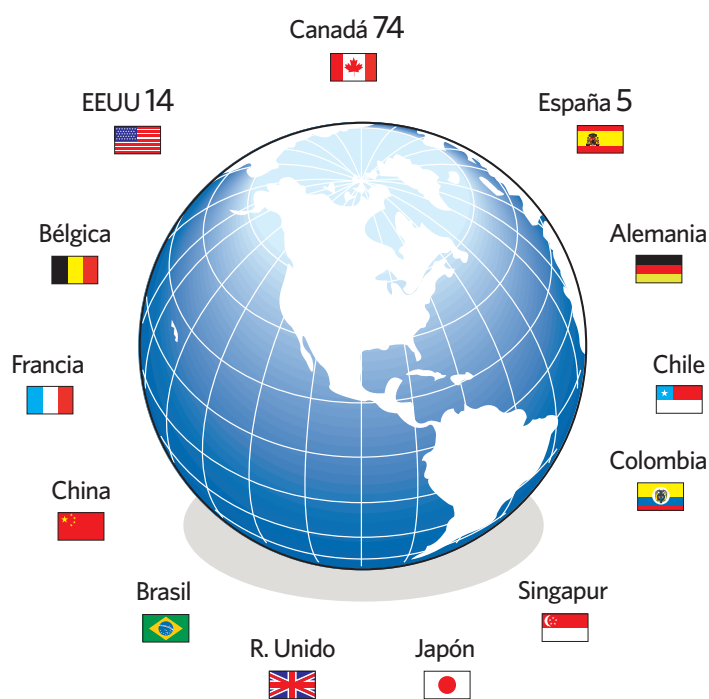 Canadá 74
EEUU 14
España 5
Bélgica
Alemania
Francia
Chile
Colombia
China
Brasil
Singapur
R. Unido
Japón